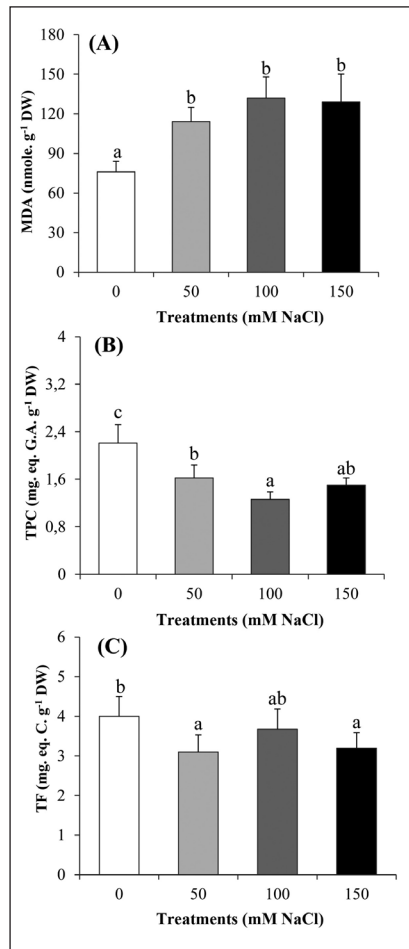 (A)
MDA (nmole. g⁻¹ DW)
180
150
120
90
60
30
0
a
b
b
b
0 50 100 150
Treatments (mM NaCl)
(B)
TPC (mg. eq. G.A. g⁻¹ DW)
4
3,2
2,4
1,6
0,8
0
c
b
a
ab
0 50 100 150
Treatments (mM NaCl)
(C)
TF (mg. eq. C. g⁻¹ DW)
6
5
4
3
2
1
0
b
a
ab
a
0 50 100 150
Treatments (mM NaCl)